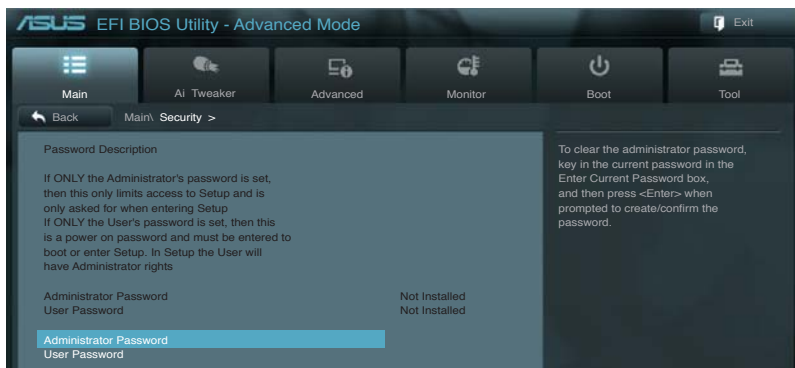 ASUS EFI BIOS Utility - Advanced Mode
Exit
Main Ai Tweaker Advanced Monitor Boot Tool
Back Main\ Security >
Password Description
If ONLY the Administrator's password is set,
then this only limits access to Setup and is
only asked for when entering Setup
If ONLY the User's password is set, then this
is a power on password and must be entered to
boot or enter Setup. In Setup the User will
have Administrator rights
Administrator Password Not Installed
User Password Not Installed
Administrator Password
User Password
To clear the administrator password,
key in the current password in the
Enter Current Password box,
and then press <Enter> when
prompted to create/confirm the
password.